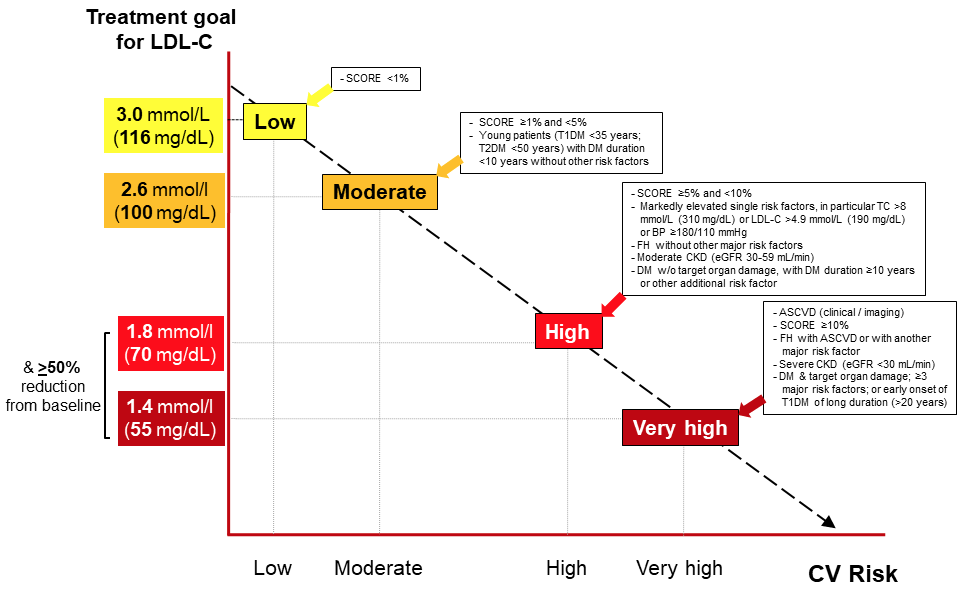 Treatment goal
for LDL-C
3.0 mmol/L
(116 mg/dL)
2.6 mmol/l
(100 mg/dL)
1.8 mmol/l
(70 mg/dL)
1.4 mmol/l
(55 mg/dL)
& ≥50%
reduction
from baseline
Low
- SCORE <1%
Moderate
- SCORE ≥1% and <5%
- Young patients (T1DM <35 years;
T2DM <50 years) with DM duration
<10 years without other risk factors
High
- SCORE ≥5% and <10%
- Markedly elevated single risk factors, in particular TC >8
mmol/L (310 mg/dL) or LDL-C >4.9 mmol/L (190 mg/dL)
or BP ≥180/110 mmHg
- FH without other major risk factors
- Moderate CKD (eGFR 30-59 mL/min)
- DM w/o target organ damage, with DM duration ≥10 years
or other additional risk factor
Very high
- ASCVD (clinical / imaging)
- SCORE ≥10%
- FH with ASCVD or with another
major risk factor
- Severe CKD (eGFR <30 mL/min)
- DM & target organ damage; ≥3
major risk factors; or early onset of
T1DM of long duration (>20 years)
Low
Moderate
High
Very high
CV Risk